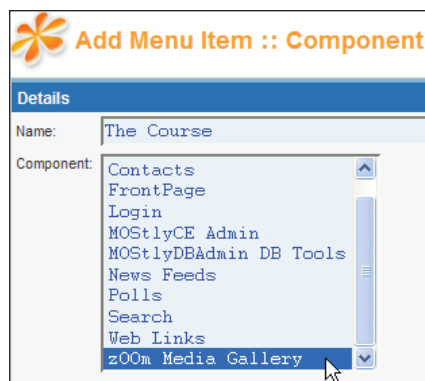 Add Menu Item :: Component
Details
Name: The Course
Component: Contacts
FrontPage
Login
MOStlyCE Admin
MOStlyDBAdmin DB Tools
News Feeds
Polls
Search
Web Links
zOOm Media Gallery